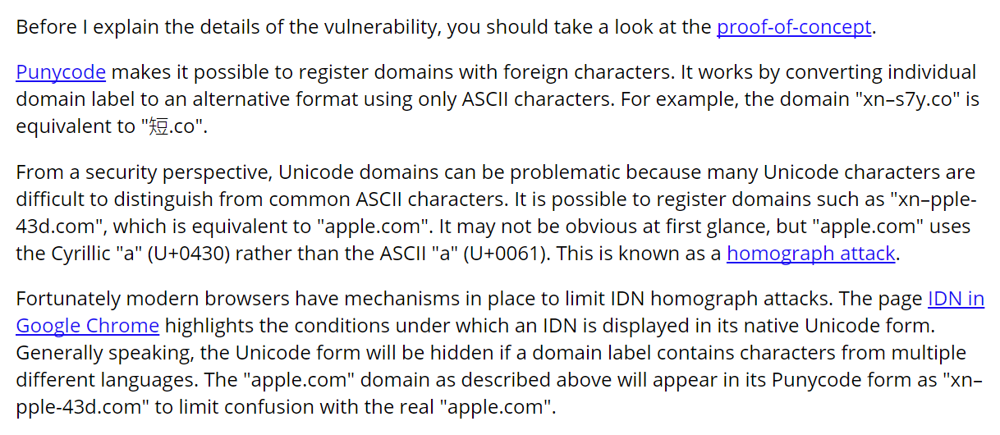 Before I explain the details of the vulnerability, you should take a look at the proof-of-concept.
Punycode makes it possible to register domains with foreign characters. It works by converting individual
domain label to an alternative format using only ASCII characters. For example, the domain "xn–s7y.co" is
equivalent to "短.co".
From a security perspective, Unicode domains can be problematic because many Unicode characters are
difficult to distinguish from common ASCII characters. It is possible to register domains such as "xn–pple-
43d.com", which is equivalent to "аpple.com". It may not be obvious at first glance, but "аpple.com" uses
the Cyrillic "а" (U+0430) rather than the ASCII "a" (U+0061). This is known as a homograph attack.
Fortunately modern browsers have mechanisms in place to limit IDN homograph attacks. The page IDN in
Google Chrome highlights the conditions under which an IDN is displayed in its native Unicode form.
Generally speaking, the Unicode form will be hidden if a domain label contains characters from multiple
different languages. The "аpple.com" domain as described above will appear in its Punycode form as "xn–
pple-43d.com" to limit confusion with the real "apple.com".